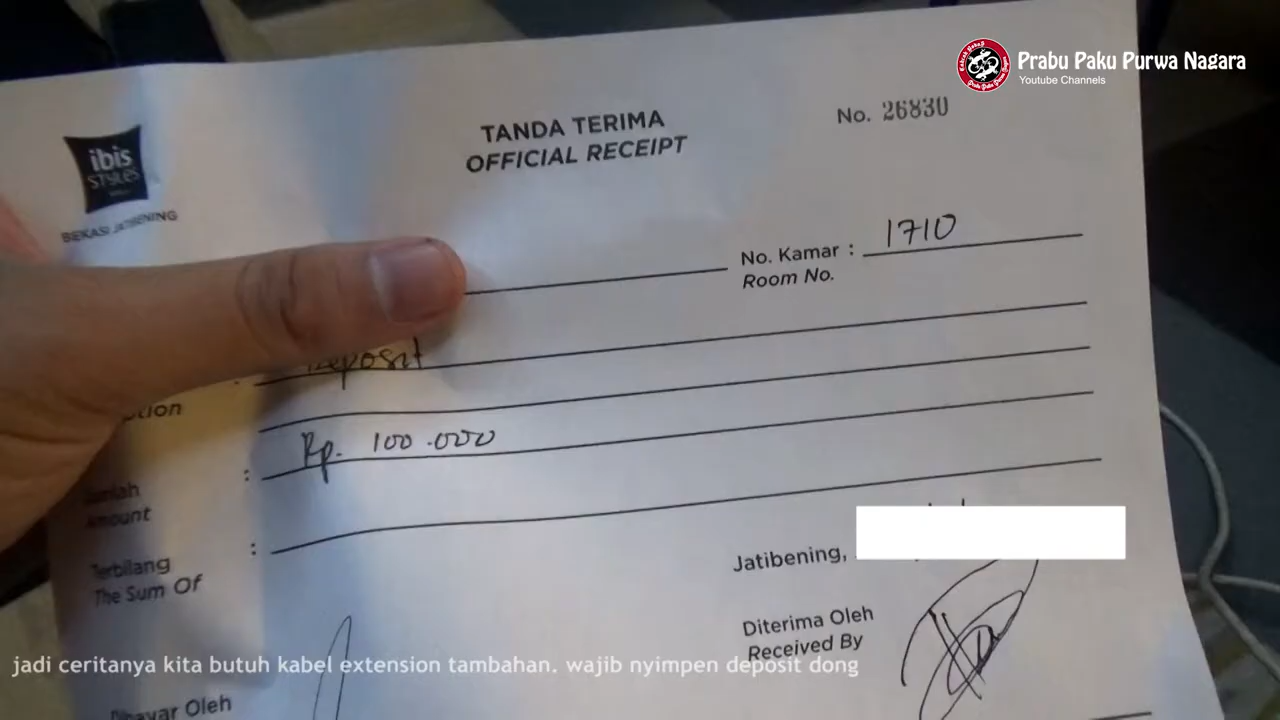 Prabu Paku Purwa Nagara
Youtube Channels
No. 26830
TANDA TERIMA
OFFICIAL RECEIPT
ibis
STYLES
BEKASI JATIBENING
No. Kamar : 1710
Room No.
Deposit
:
Rp. 100.000
Jumlah :
Amount
Terbilang :
The Sum Of
Jatibening,
Diterima Oleh
Received By
jadi ceritanya kita butuh kabel extension tambahan. wajib nyimpen deposit dong
Dibayar Oleh